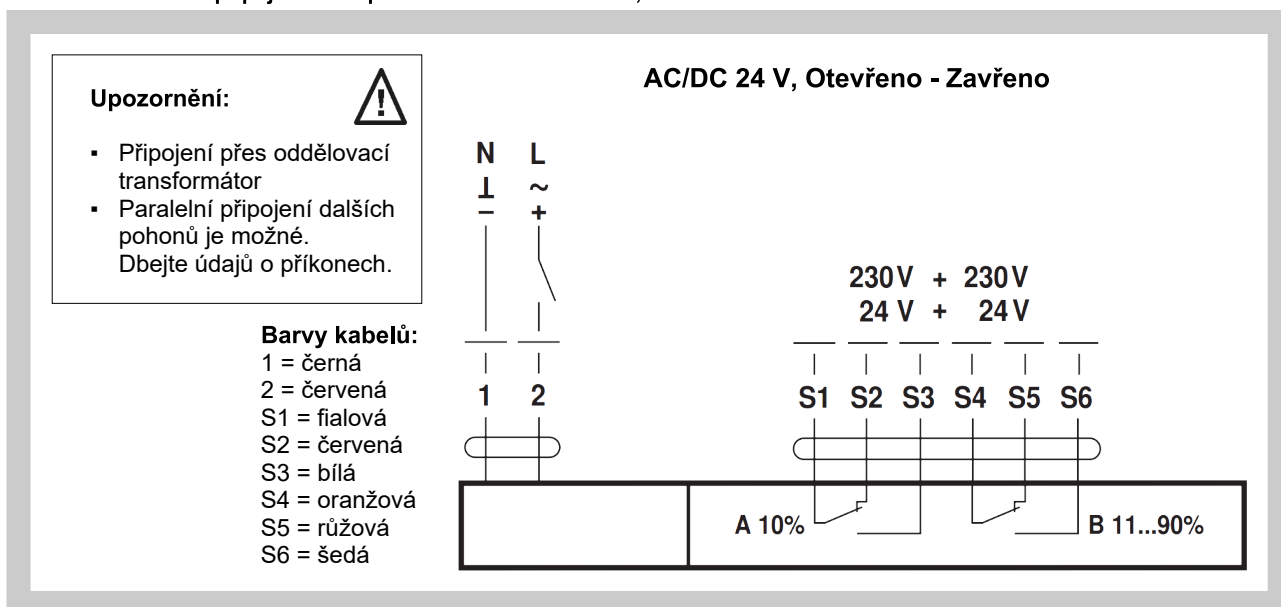 Upozornění:
▪ Připojení přes oddělovací
transformátor
▪ Paralelní připojení dalších
pohonů je možné.
Dbejte údajů o příkonech.
AC/DC 24 V, Otevřeno - Zavřeno
N L
⊥ ~
− +
230 V + 230 V
24 V + 24 V
Barvy kabelů:
1 = černá
2 = červená
S1 = fialová
S2 = červená
S3 = bílá
S4 = oranžová
S5 = růžová
S6 = šedá
1 2
S1 S2 S3 S4 S5 S6
A 10%
B 11...90%